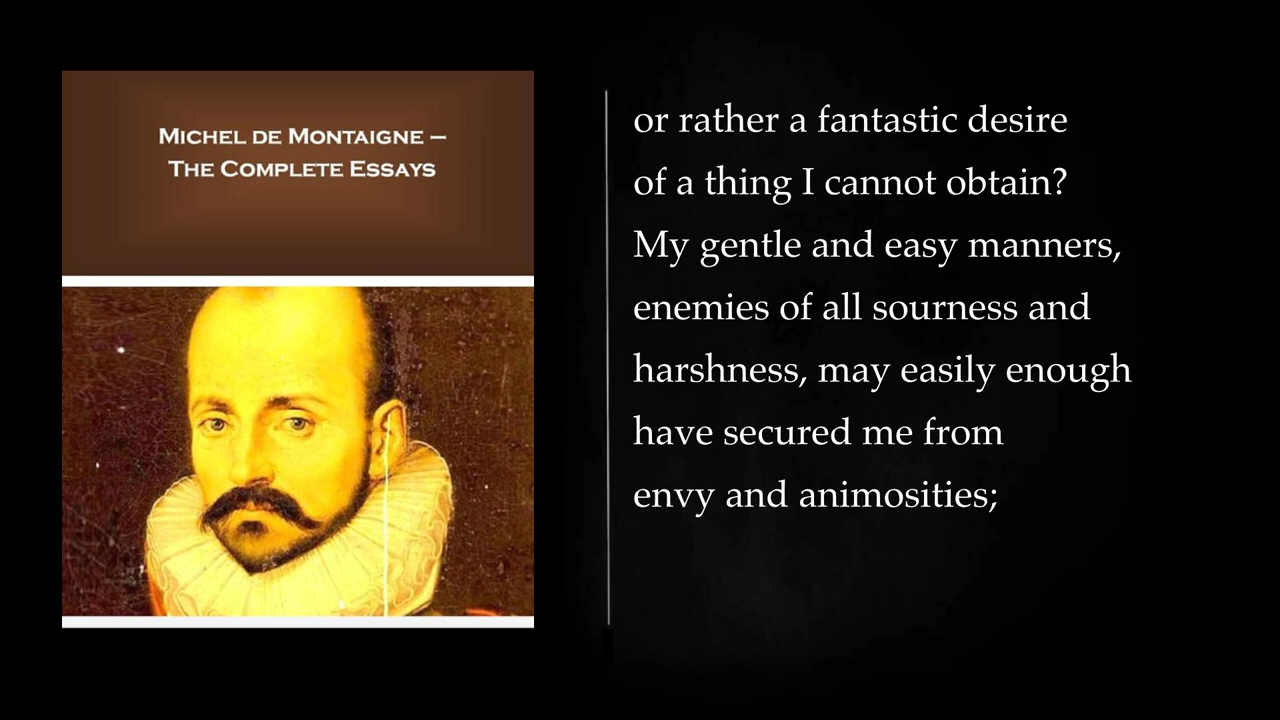 MICHEL DE MONTAIGNE –
THE COMPLETE ESSAYS
or rather a fantastic desire
of a thing I cannot obtain?
My gentle and easy manners,
enemies of all sourness and
harshness, may easily enough
have secured me from
envy and animosities;